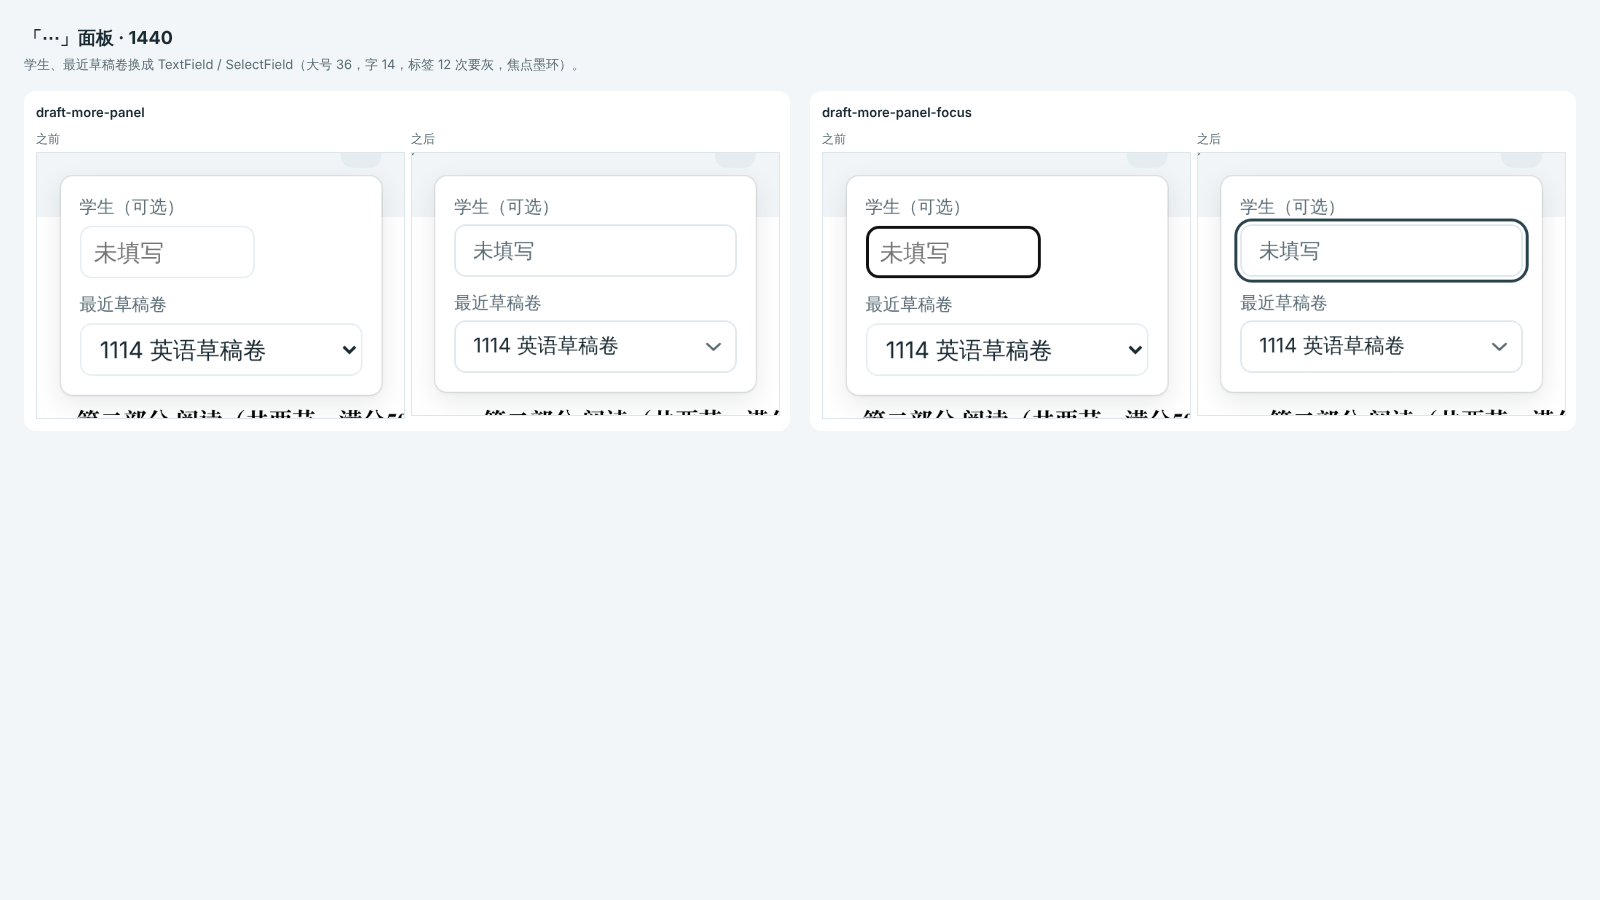 「…」面板 · 1440
学生、最近草稿卷换成 TextField / SelectField（大号 36，字 14，标签 12 次要灰，焦点墨环）。
draft-more-panel
之前
之后
学生（可选）
未填写
最近草稿卷
1114 英语草稿卷
学生（可选）
未填写
最近草稿卷
1114 英语草稿卷
draft-more-panel-focus
之前
之后
学生（可选）
未填写
最近草稿卷
1114 英语草稿卷
学生（可选）
未填写
最近草稿卷
1114 英语草稿卷